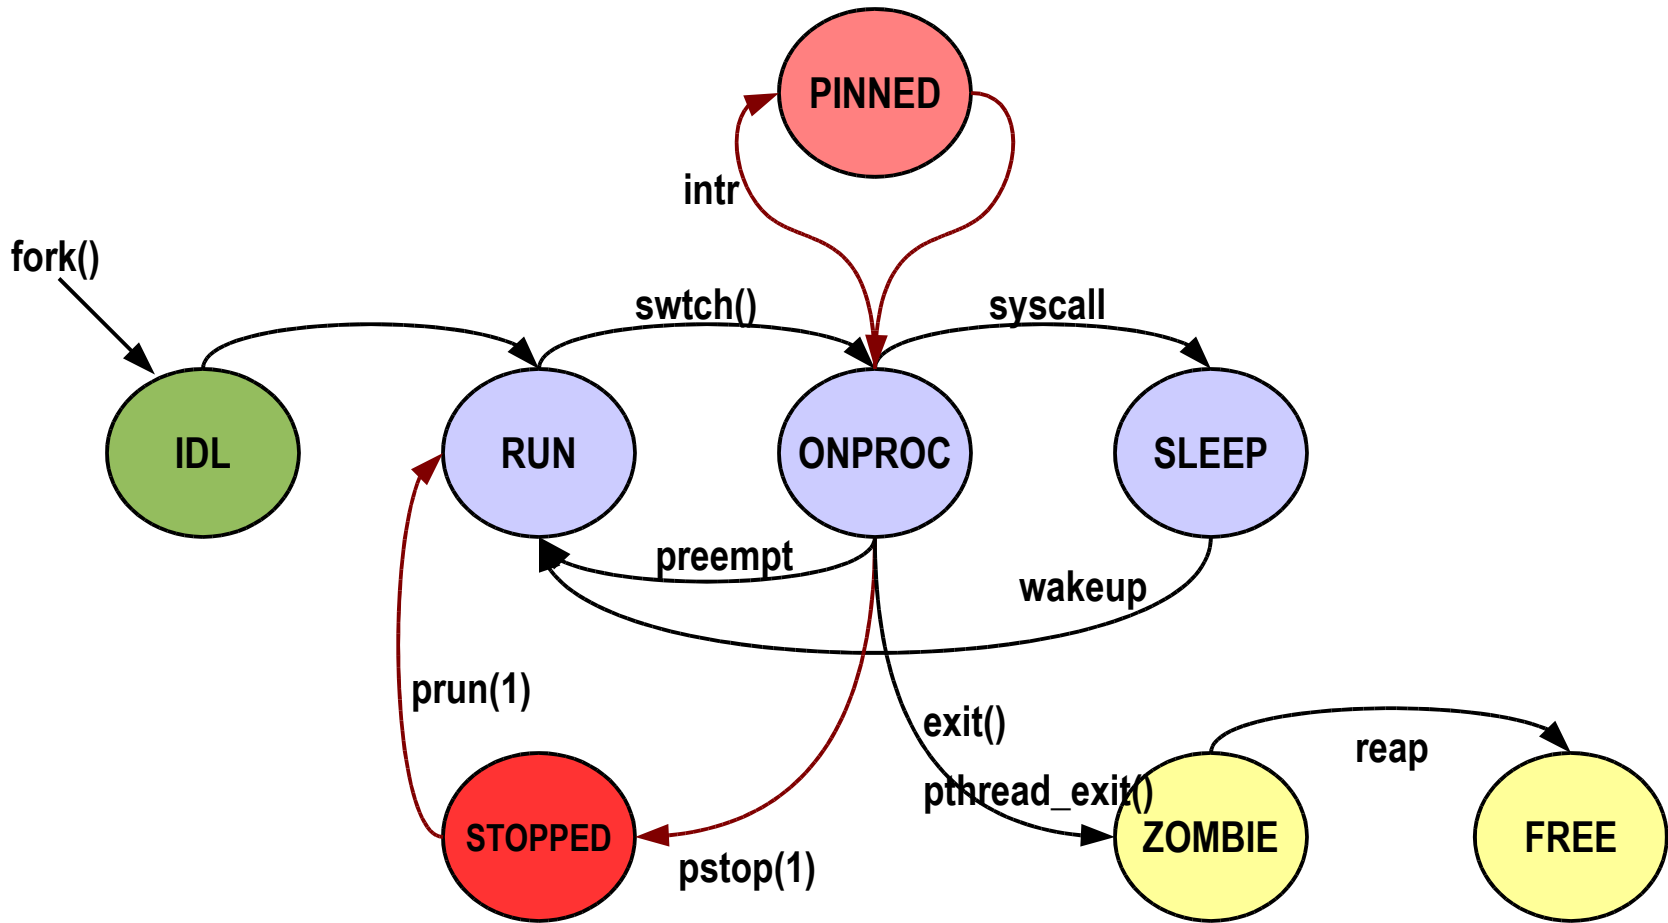 PINNED
intr
fork()
swtch()
syscall
IDL
RUN
ONPROC
SLEEP
preempt
wakeup
prun(1)
exit()
reap
pthread_exit()
STOPPED
ZOMBIE
FREE
pstop(1)